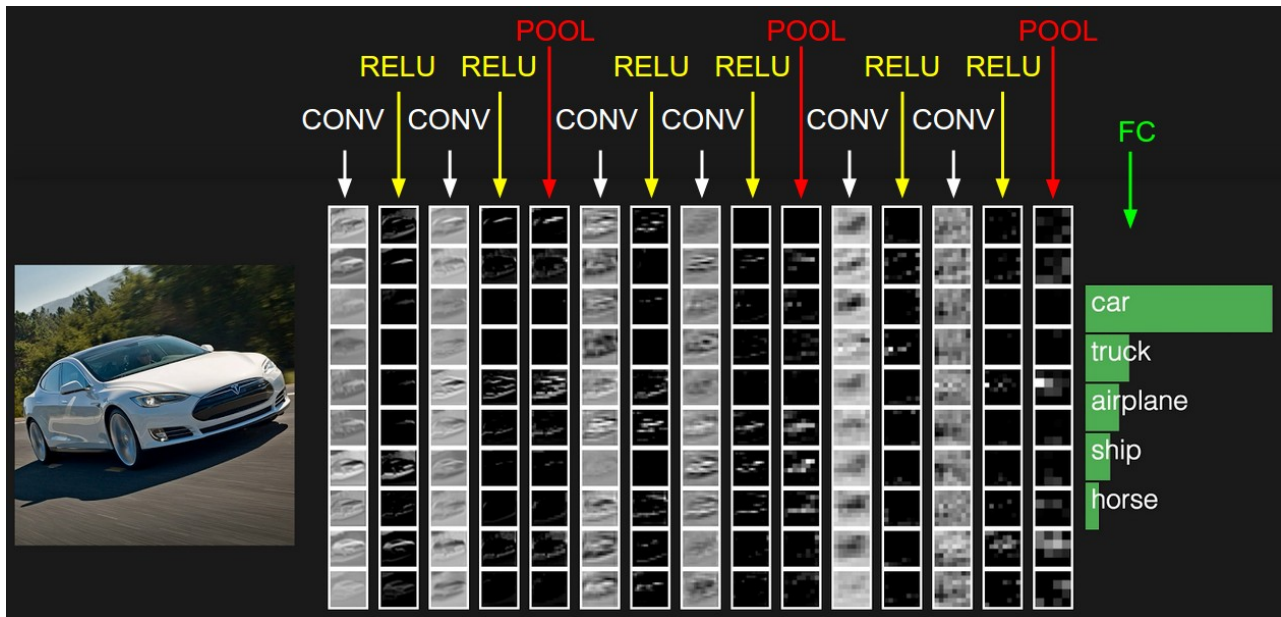 POOL POOL POOL
RELU RELU RELU RELU RELU RELU
CONV CONV CONV CONV CONV CONV
FC
car
truck
airplane
ship
horse